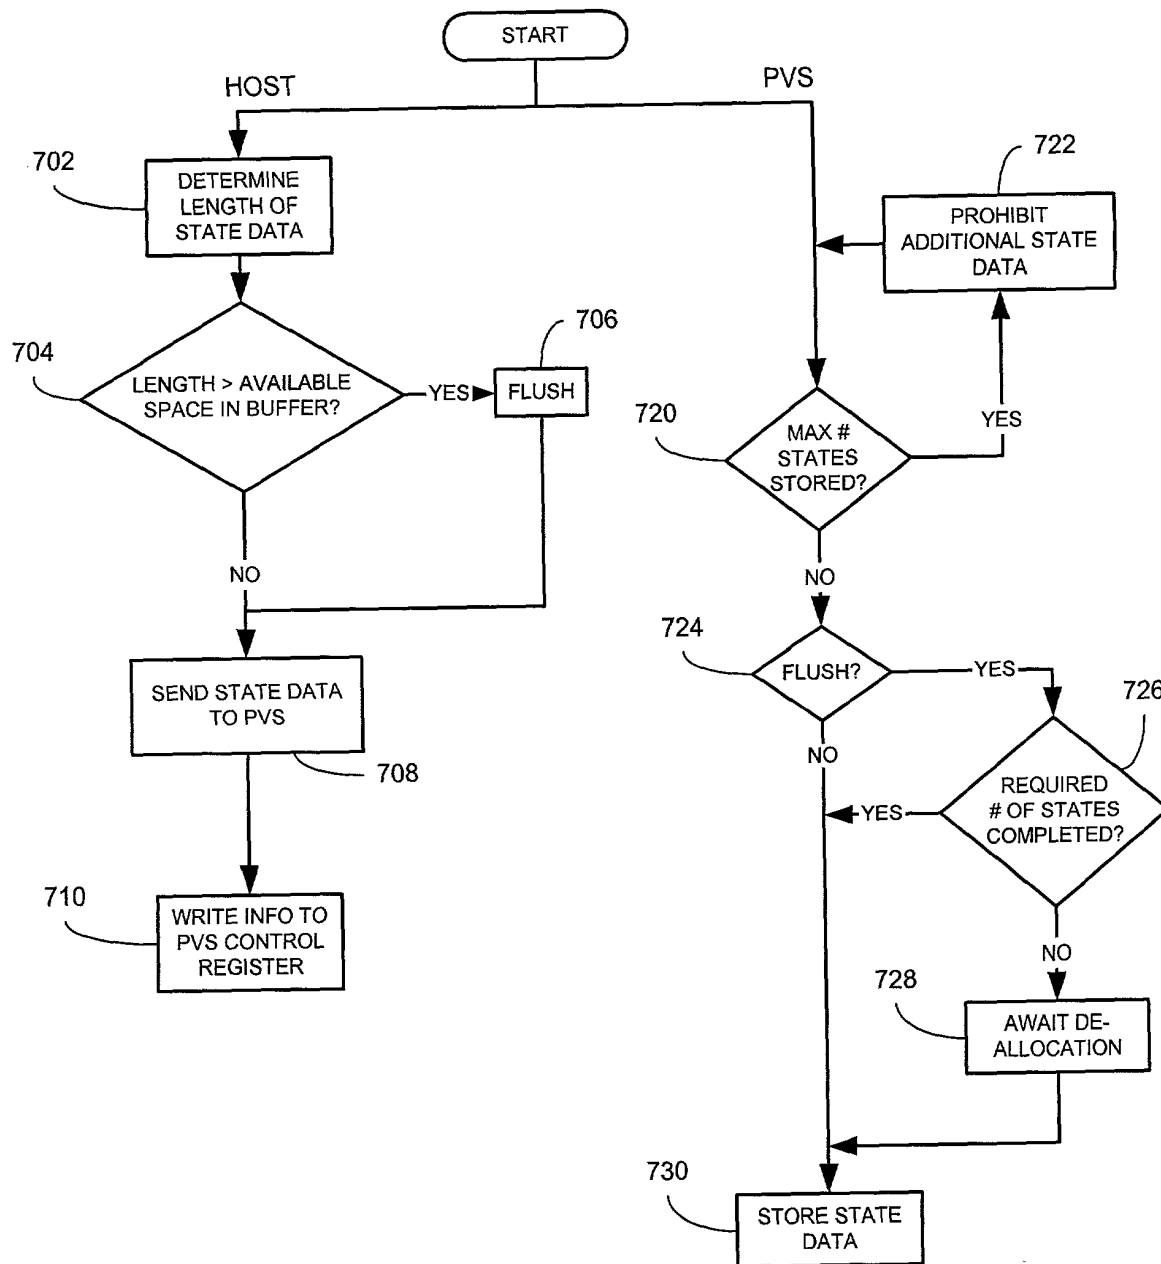 START
HOST
PVS
702
DETERMINE
LENGTH OF
STATE DATA
722
PROHIBIT
ADDITIONAL STATE
DATA
704
LENGTH > AVAILABLE
SPACE IN BUFFER?
YES
706
FLUSH
NO
720
MAX #
STATES
STORED?
YES
NO
SEND STATE DATA
TO PVS
708
724
FLUSH?
YES
NO
726
REQUIRED
# OF STATES
COMPLETED?
YES
NO
710
WRITE INFO TO
PVS CONTROL
REGISTER
728
AWAIT DE-
ALLOCATION
730
STORE STATE
DATA